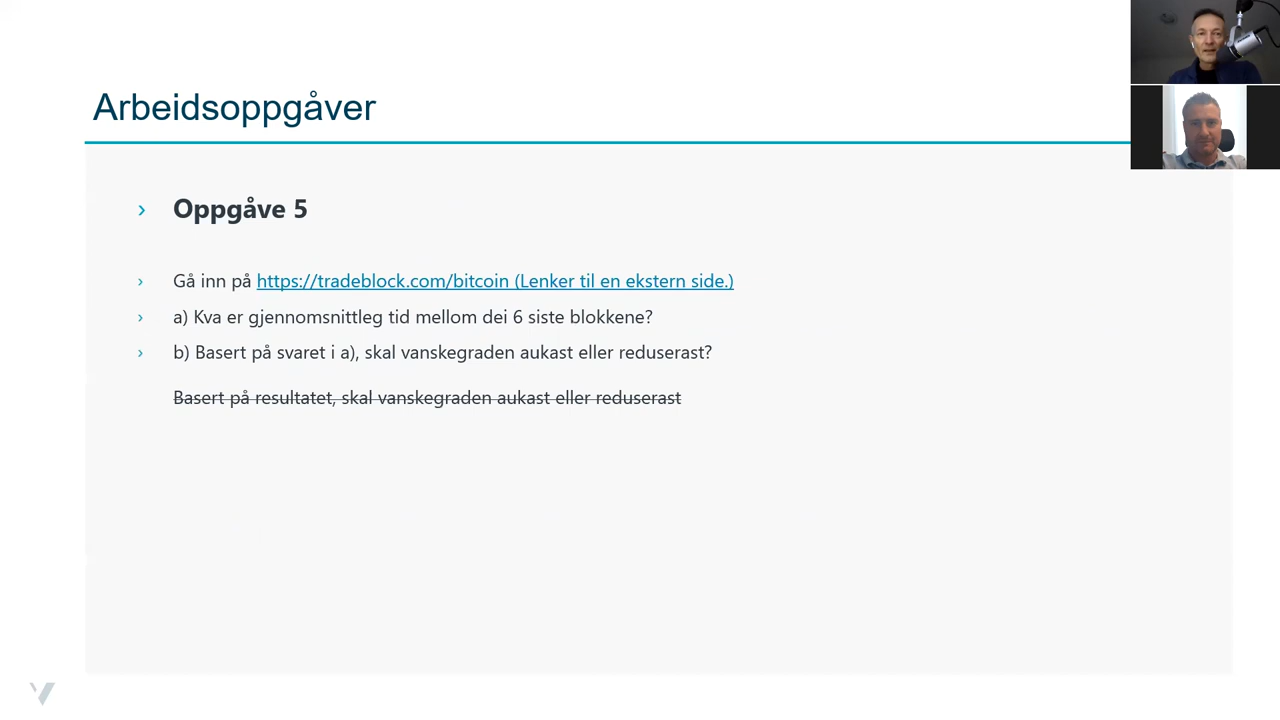 Arbeidsoppgåver
Oppgåve 5
Gå inn på https://tradeblock.com/bitcoin (Lenker til en ekstern side.)
a) Kva er gjennomsnittleg tid mellom dei 6 siste blokkene?
b) Basert på svaret i a), skal vanskegraden aukast eller reduserast?
Basert på resultatet, skal vanskegraden aukast eller reduserast